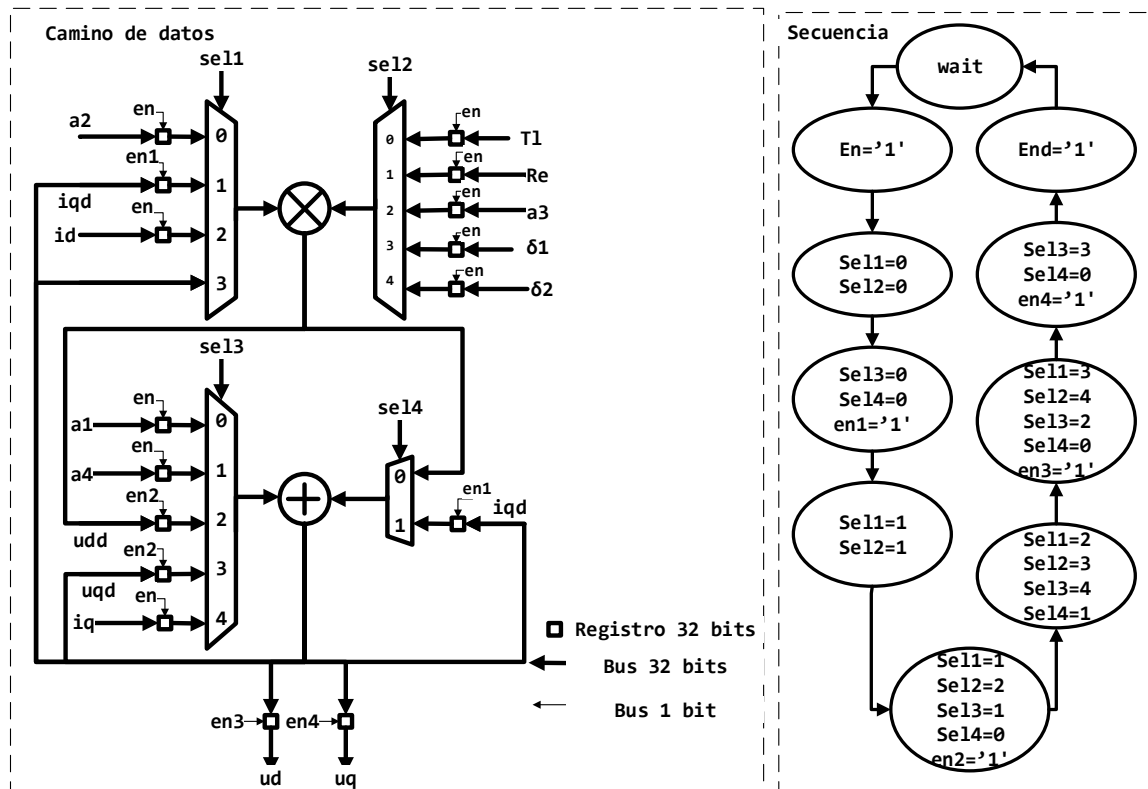 Camino de datos
sel1
sel2
a2
en
0
en1
iqd
1
en
id
2
3
0
en
Tl
1
en
Re
2
en
a3
3
en
δ1
4
en
δ2
sel3
sel4
en
a1
0
en
a4
1
en2
udd
2
en2
uqd
3
en
iq
4
0
1
en1
iqd
Registro 32 bits
Bus 32 bits
Bus 1 bit
en3
en4
ud
uq
Secuencia
wait
En='1'
Sel1=0
Sel2=0
Sel3=0
Sel4=0
en1='1'
Sel1=1
Sel2=1
Sel1=1
Sel2=2
Sel3=1
Sel4=0
en2='1'
Sel1=2
Sel2=3
Sel3=4
Sel4=1
Sel1=3
Sel2=4
Sel3=2
Sel4=0
en3='1'
Sel3=3
Sel4=0
en4='1'
End='1'